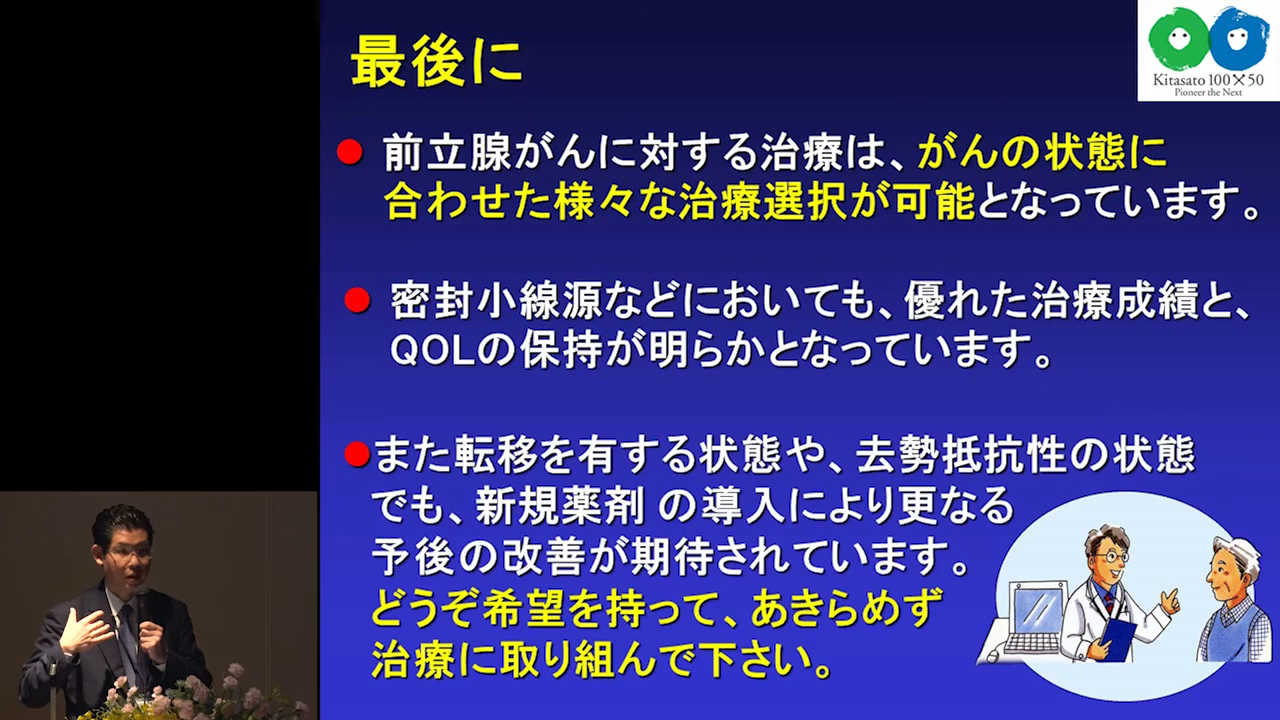 最後に
Kitasato 100×50
Pioneer the Next
● 前立腺がんに対する治療は、がんの状態に
合わせた様々な治療選択が可能となっています。
● 密封小線源などにおいても、優れた治療成績と、
QOLの保持が明らかとなっています。
●また転移を有する状態や、去勢抵抗性の状態
でも、新規薬剤 の導入により更なる
予後の改善が期待されています。
どうぞ希望を持って、あきらめず
治療に取り組んで下さい。